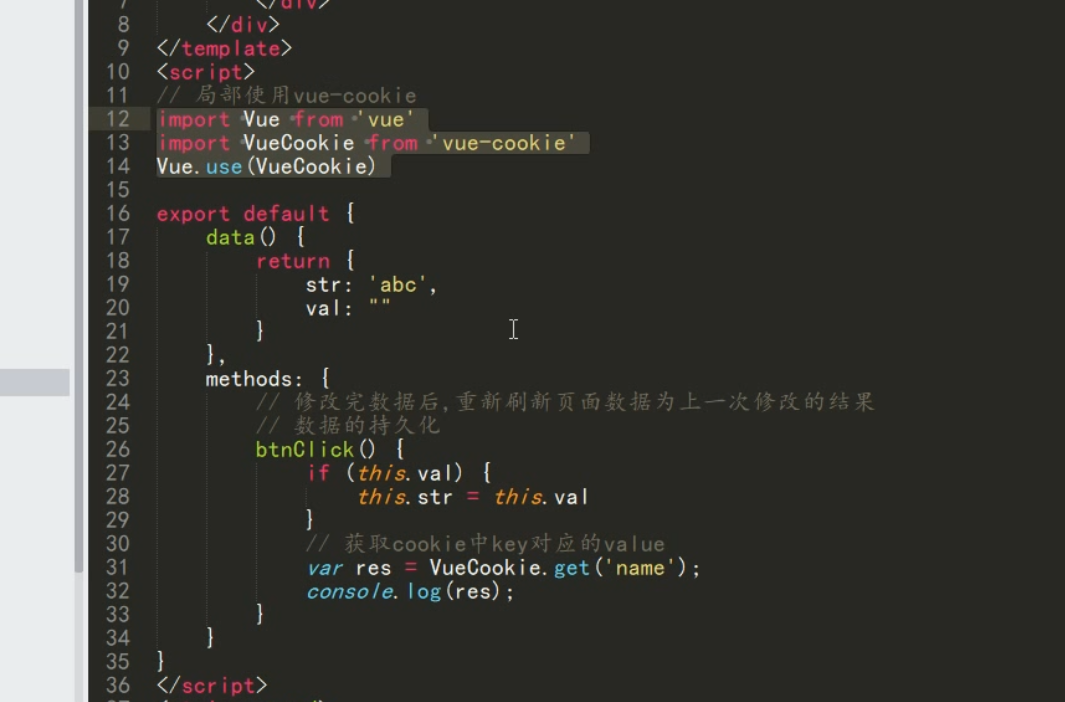 7 </div>
8 </div>
9 </template>
10 <script>
11 // 局部使用vue-cookie
12 import Vue from 'vue'
13 import VueCookie from 'vue-cookie'
14 Vue.use(VueCookie)
15
16 export default {
17 data() {
18 return {
19 str: 'abc',
20 val: ""
21 }
22 },
23 methods: {
24 // 修改完数据后,重新刷新页面数据为上一次修改的结果
25 // 数据的持久化
26 btnClick() {
27 if (this.val) {
28 this.str = this.val
29 }
30 // 获取cookie中key对应的value
31 var res = VueCookie.get('name');
32 console.log(res);
33 }
34 }
35 }
36 </script>